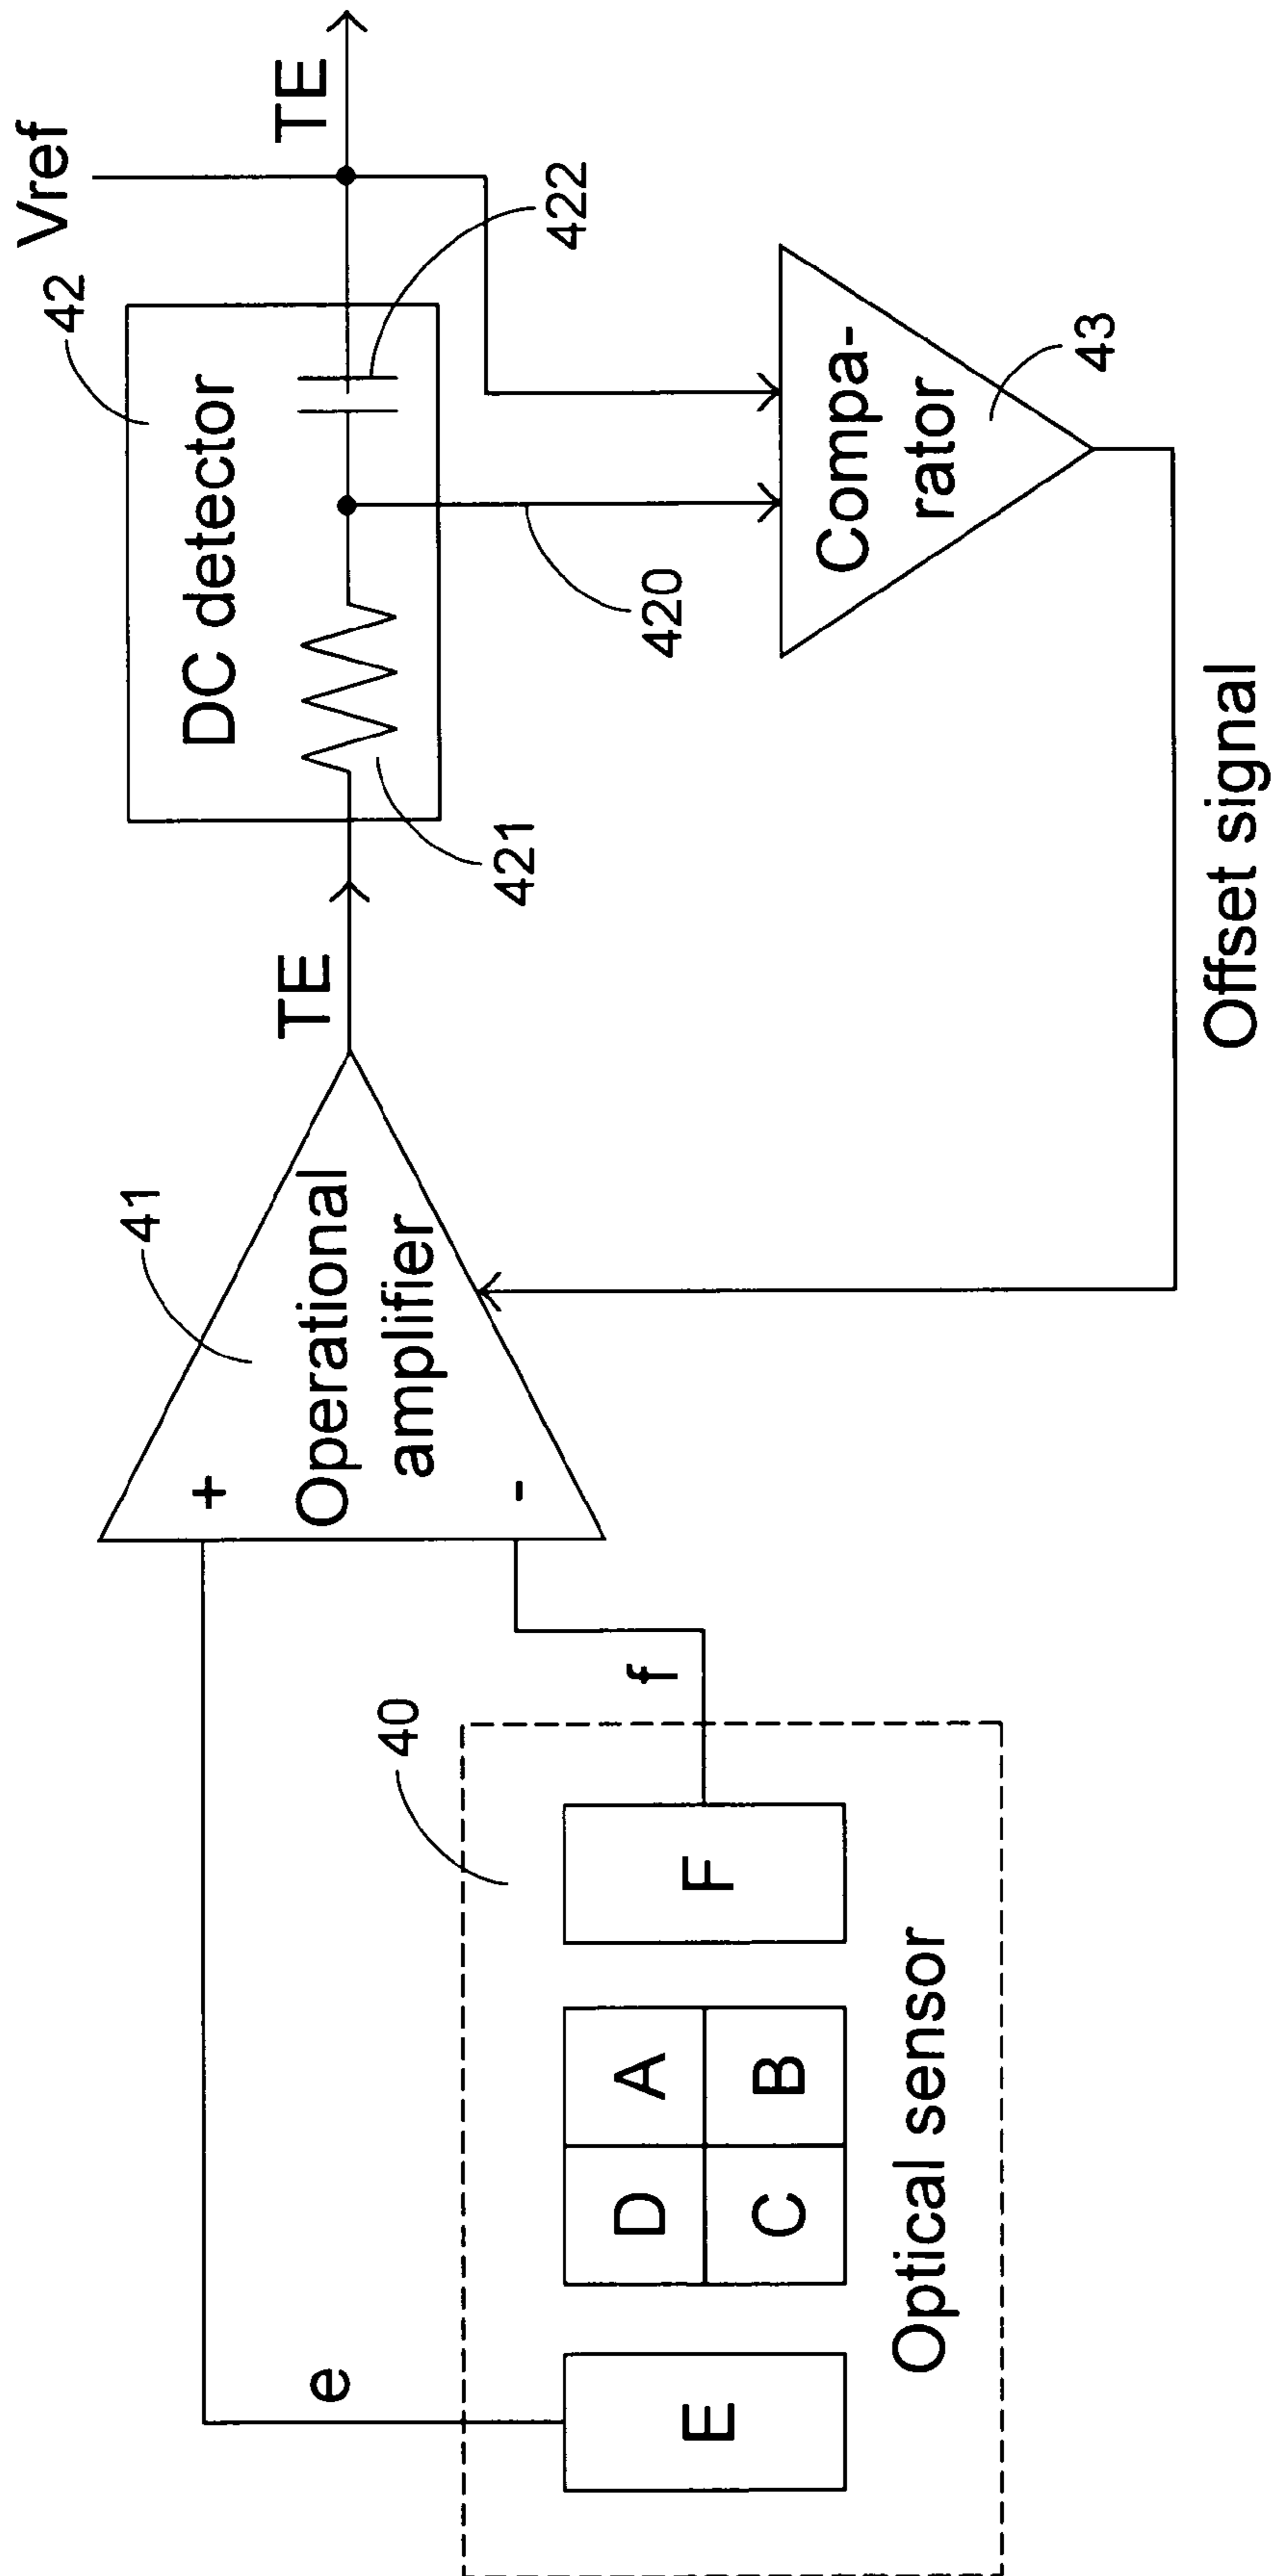 Vref
42
DC detector
TE
TE
41
+
Operational
amplifier
-
421
422
420
Compa-
rator
43
Offset signal
e
f
40
E
D
A
C
B
F
Optical sensor